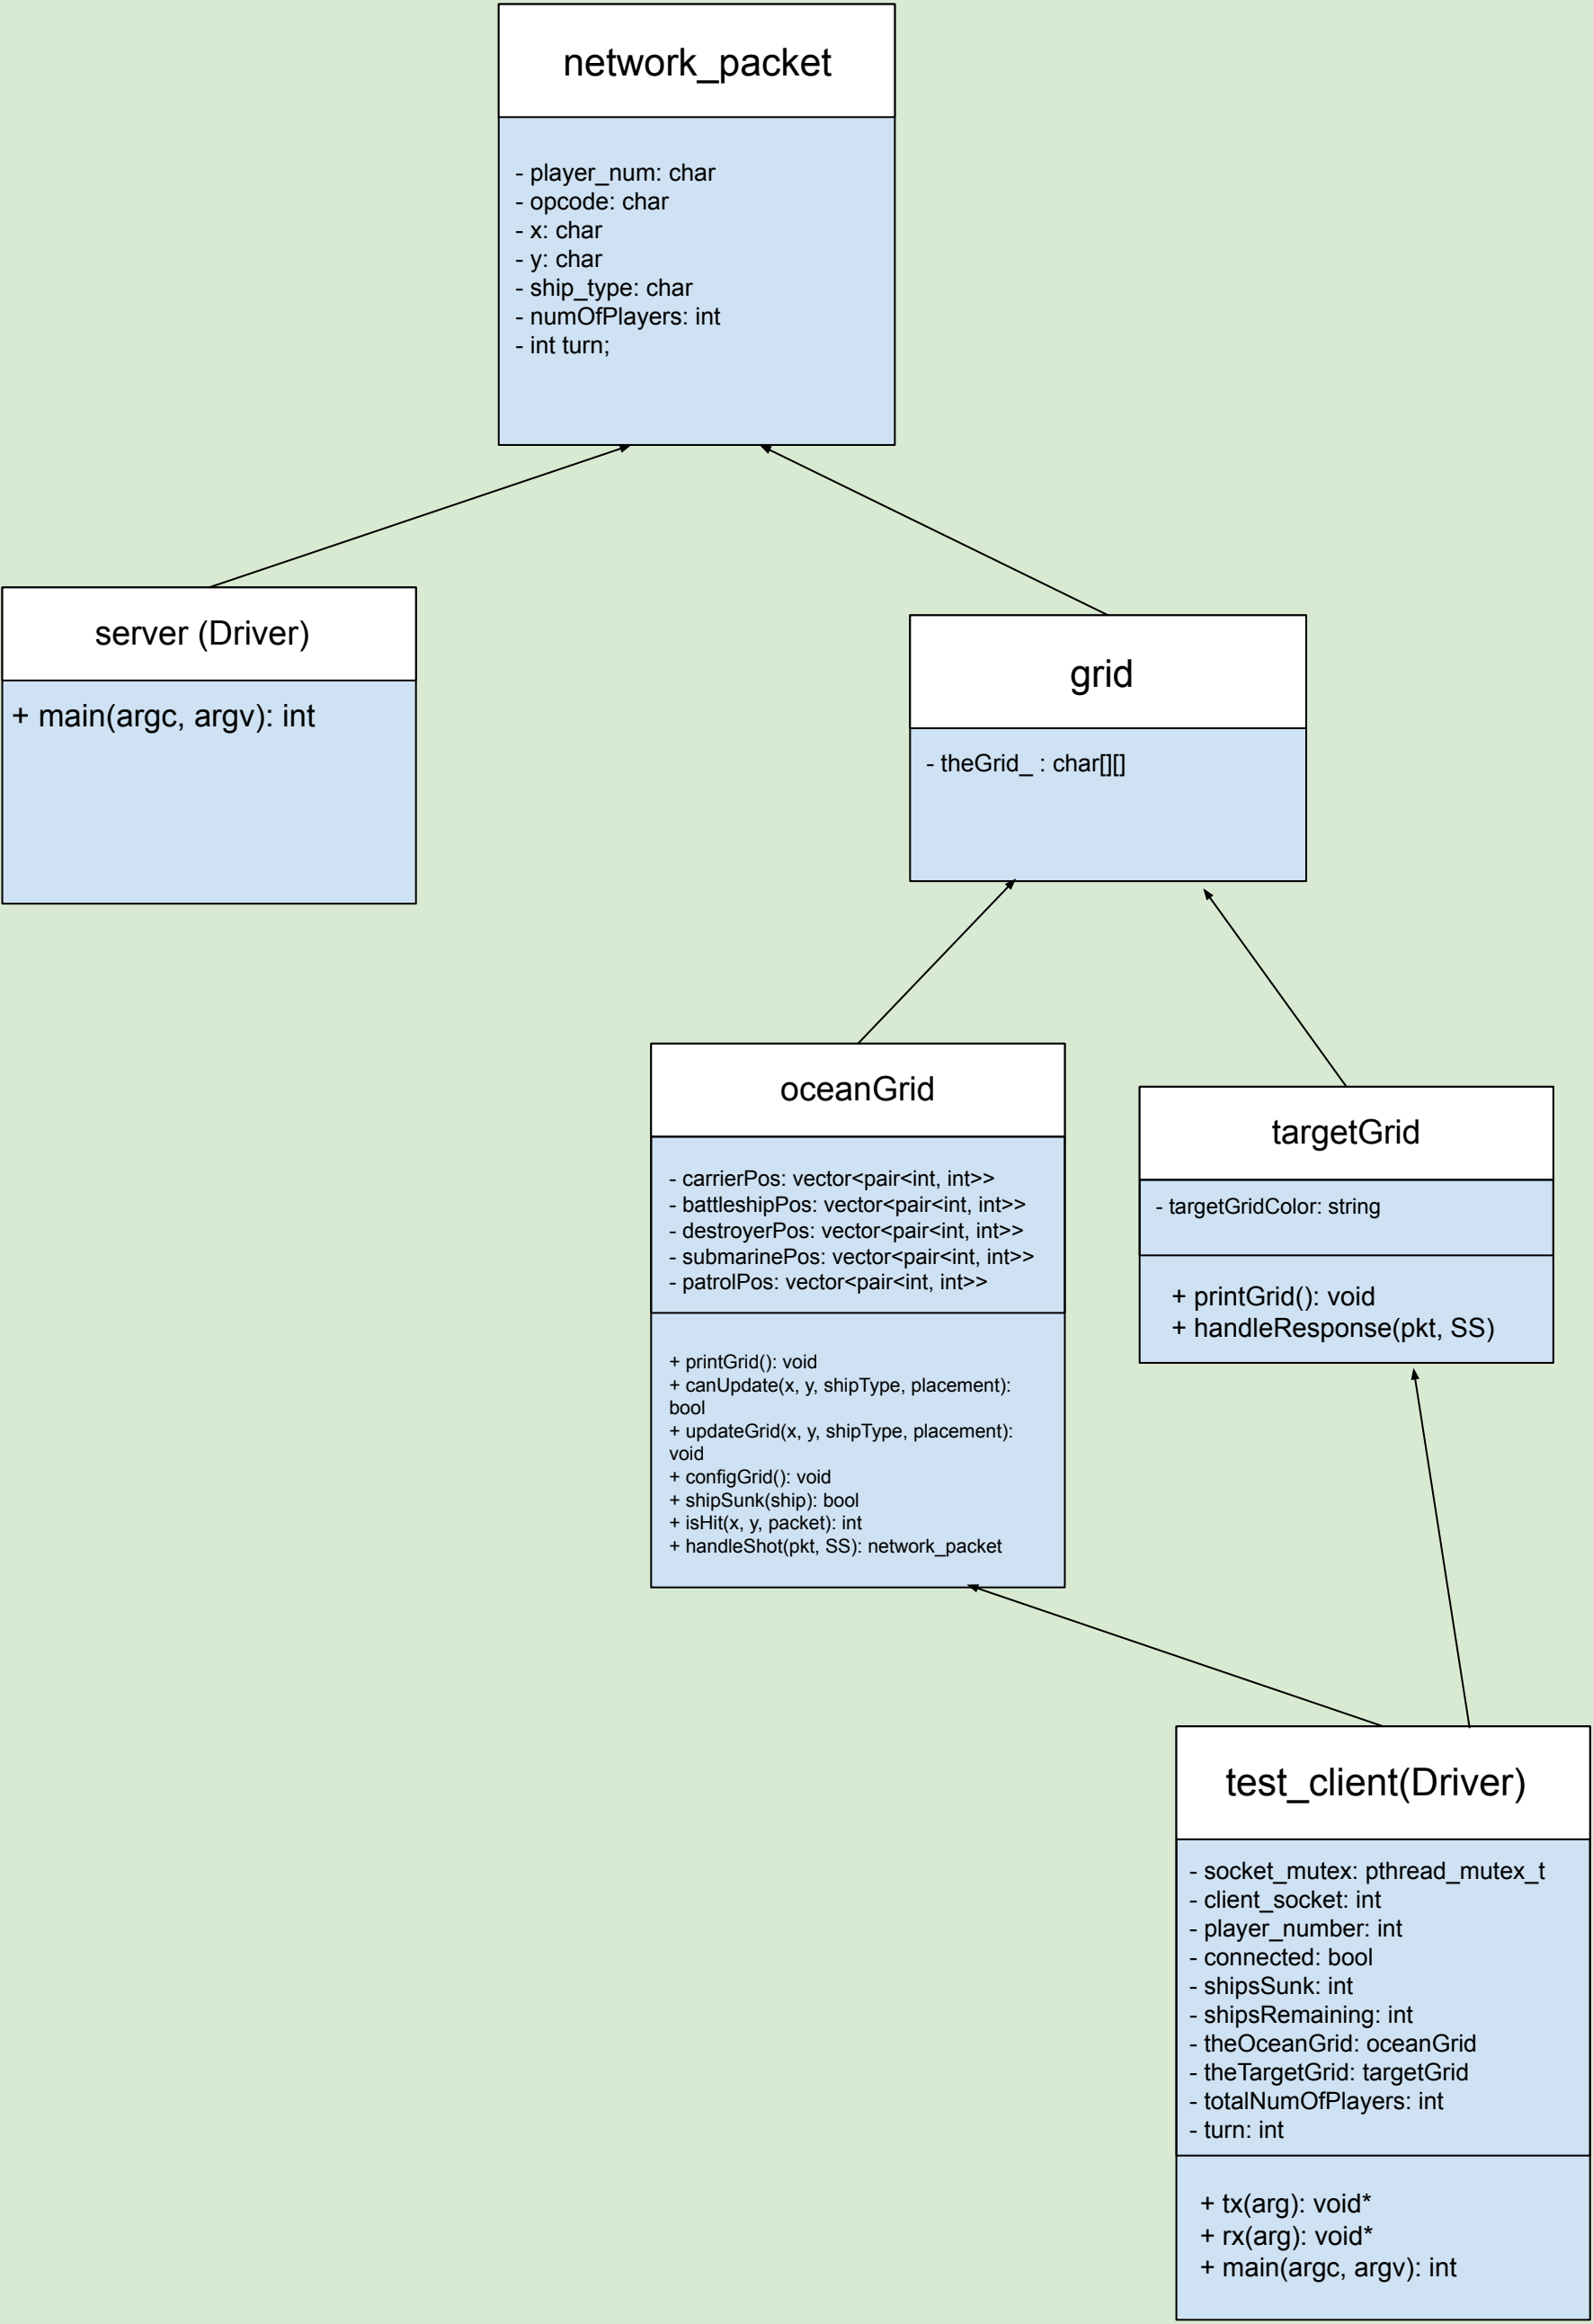 network_packet
- player_num: char
- opcode: char
- x: char
- y: char
- ship_type: char
- numOfPlayers: int
- int turn;
server (Driver)
+ main(argc, argv): int
grid
- theGrid_ : char[][]
oceanGrid
- carrierPos: vector<pair<int, int>>
- battleshipPos: vector<pair<int, int>>
- destroyerPos: vector<pair<int, int>>
- submarinePos: vector<pair<int, int>>
- patrolPos: vector<pair<int, int>>
+ printGrid(): void
+ canUpdate(x, y, shipType, placement):
bool
+ updateGrid(x, y, shipType, placement):
void
+ configGrid(): void
+ shipSunk(ship): bool
+ isHit(x, y, packet): int
+ handleShot(pkt, SS): network_packet
targetGrid
- targetGridColor: string
+ printGrid(): void
+ handleResponse(pkt, SS)
test_client(Driver)
- socket_mutex: pthread_mutex_t
- client_socket: int
- player_number: int
- connected: bool
- shipsSunk: int
- shipsRemaining: int
- theOceanGrid: oceanGrid
- theTargetGrid: targetGrid
- totalNumOfPlayers: int
- turn: int
+ tx(arg): void*
+ rx(arg): void*
+ main(argc, argv): int